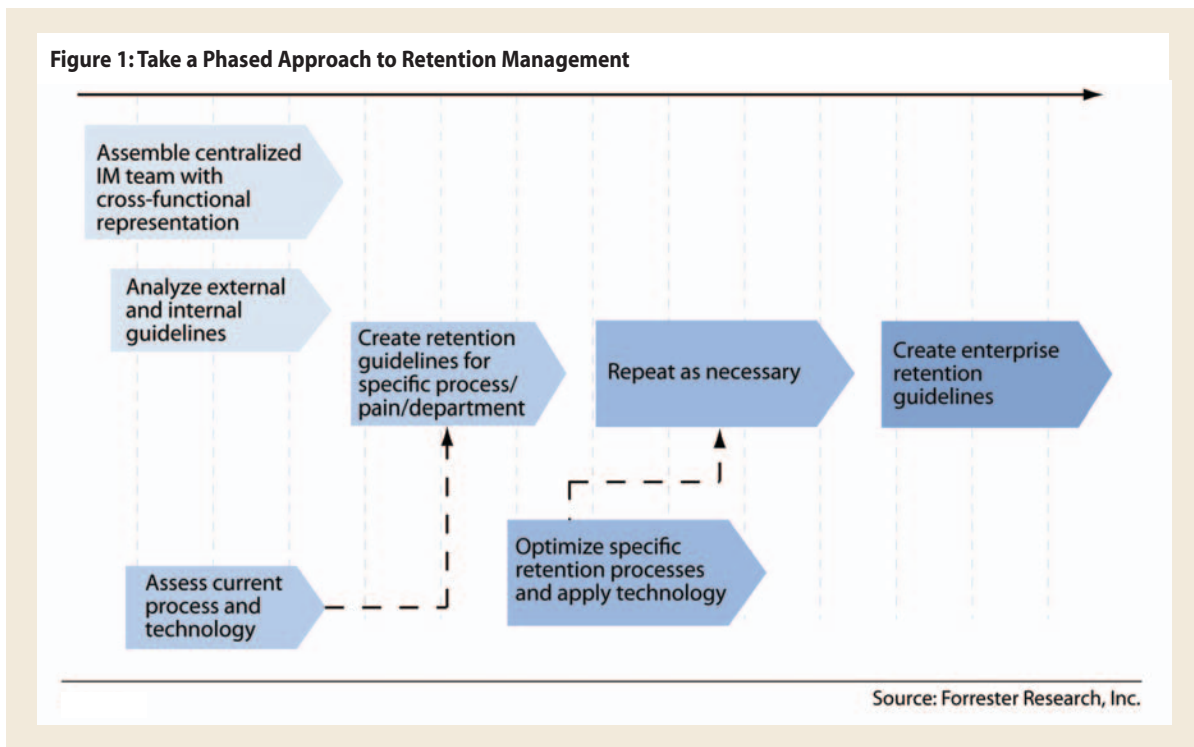 Figure 1: Take a Phased Approach to Retention Management
Assemble centralized
IM team with
cross-functional
representation
Analyze external
and internal
guidelines
Create retention
guidelines for
specific process/
pain/department
Repeat as necessary
Create enterprise
retention
guidelines
Optimize specific
retention processes
and apply technology
Assess current
process and
technology
Source: Forrester Research, Inc.